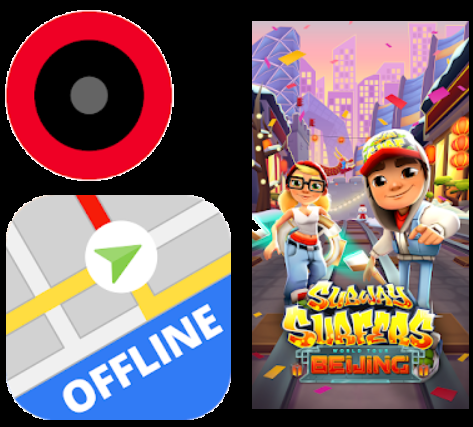 OFFLINE
SUBWAY
SURFERS
WORLD TOUR
BEIJING